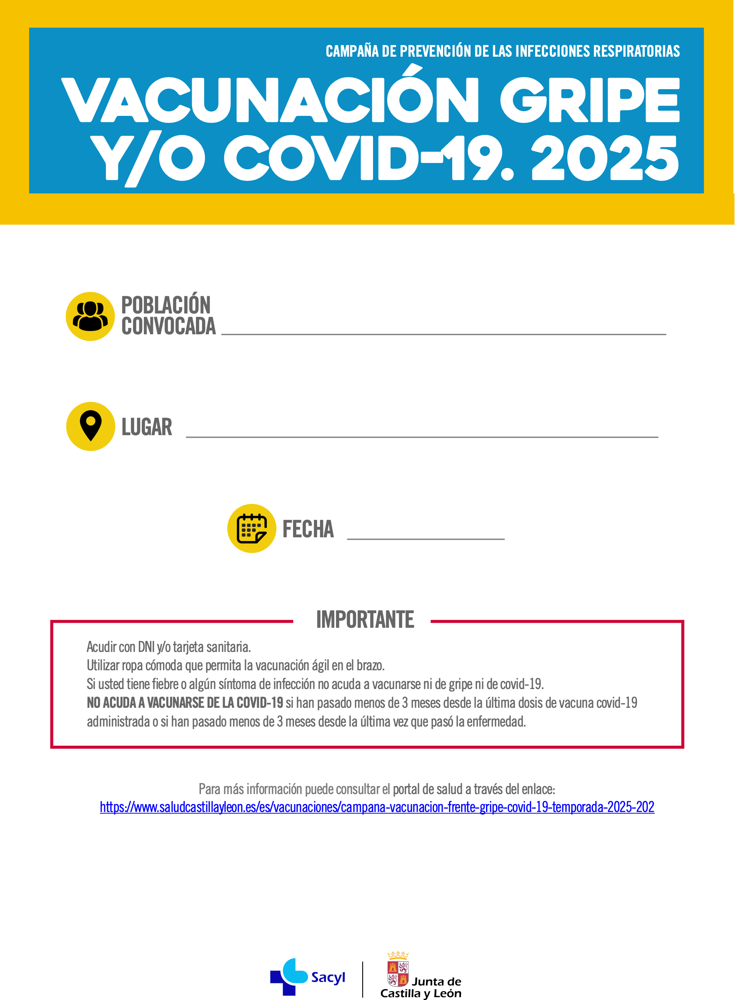 CAMPAÑA DE PREVENCIÓN DE LAS INFECCIONES RESPIRATORIAS
VACUNACIÓN GRIPE
Y/O COVID-19. 2025
POBLACIÓN
CONVOCADA
LUGAR
FECHA
IMPORTANTE
Acudir con DNI y/o tarjeta sanitaria.
Utilizar ropa cómoda que permita la vacunación ágil en el brazo.
Si usted tiene fiebre o algún síntoma de infección no acuda a vacunarse ni de gripe ni de covid-19.
NO ACUDA A VACUNARSE DE LA COVID-19 si han pasado menos de 3 meses desde la última dosis de vacuna covid-19
administrada o si han pasado menos de 3 meses desde la última vez que pasó la enfermedad.
Para más información puede consultar el portal de salud a través del enlace:
https://www.saludcastillayleon.es/es/vacunaciones/campana-vacunacion-frente-gripe-covid-19-temporada-2025-202
Sacyl
Junta de
Castilla y León